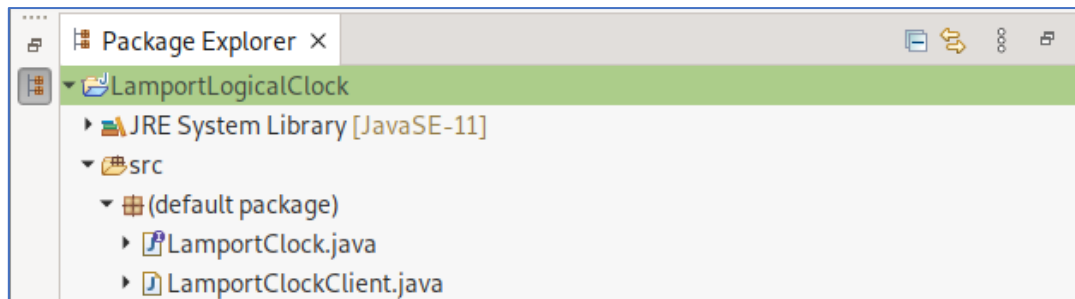 Package Explorer ×
LamportLogicalClock
JRE System Library [JavaSE-11]
src
(default package)
LamportClock.java
LamportClockClient.java